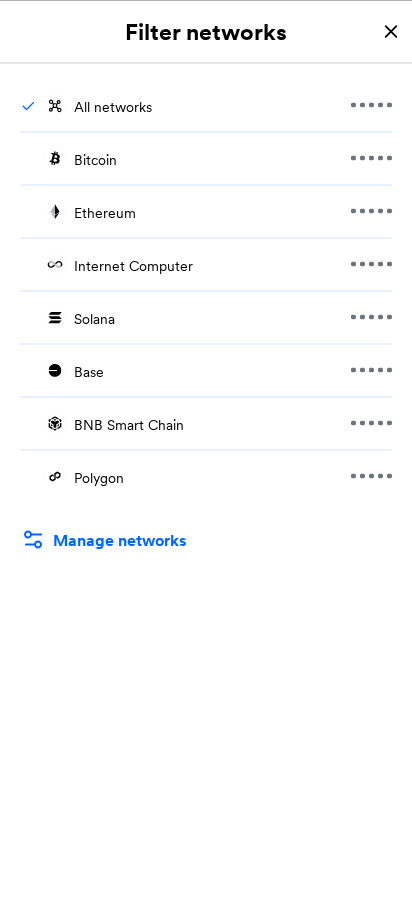 Filter networks
All networks
Bitcoin
Ethereum
Internet Computer
Solana
Base
BNB Smart Chain
Polygon
Manage networks